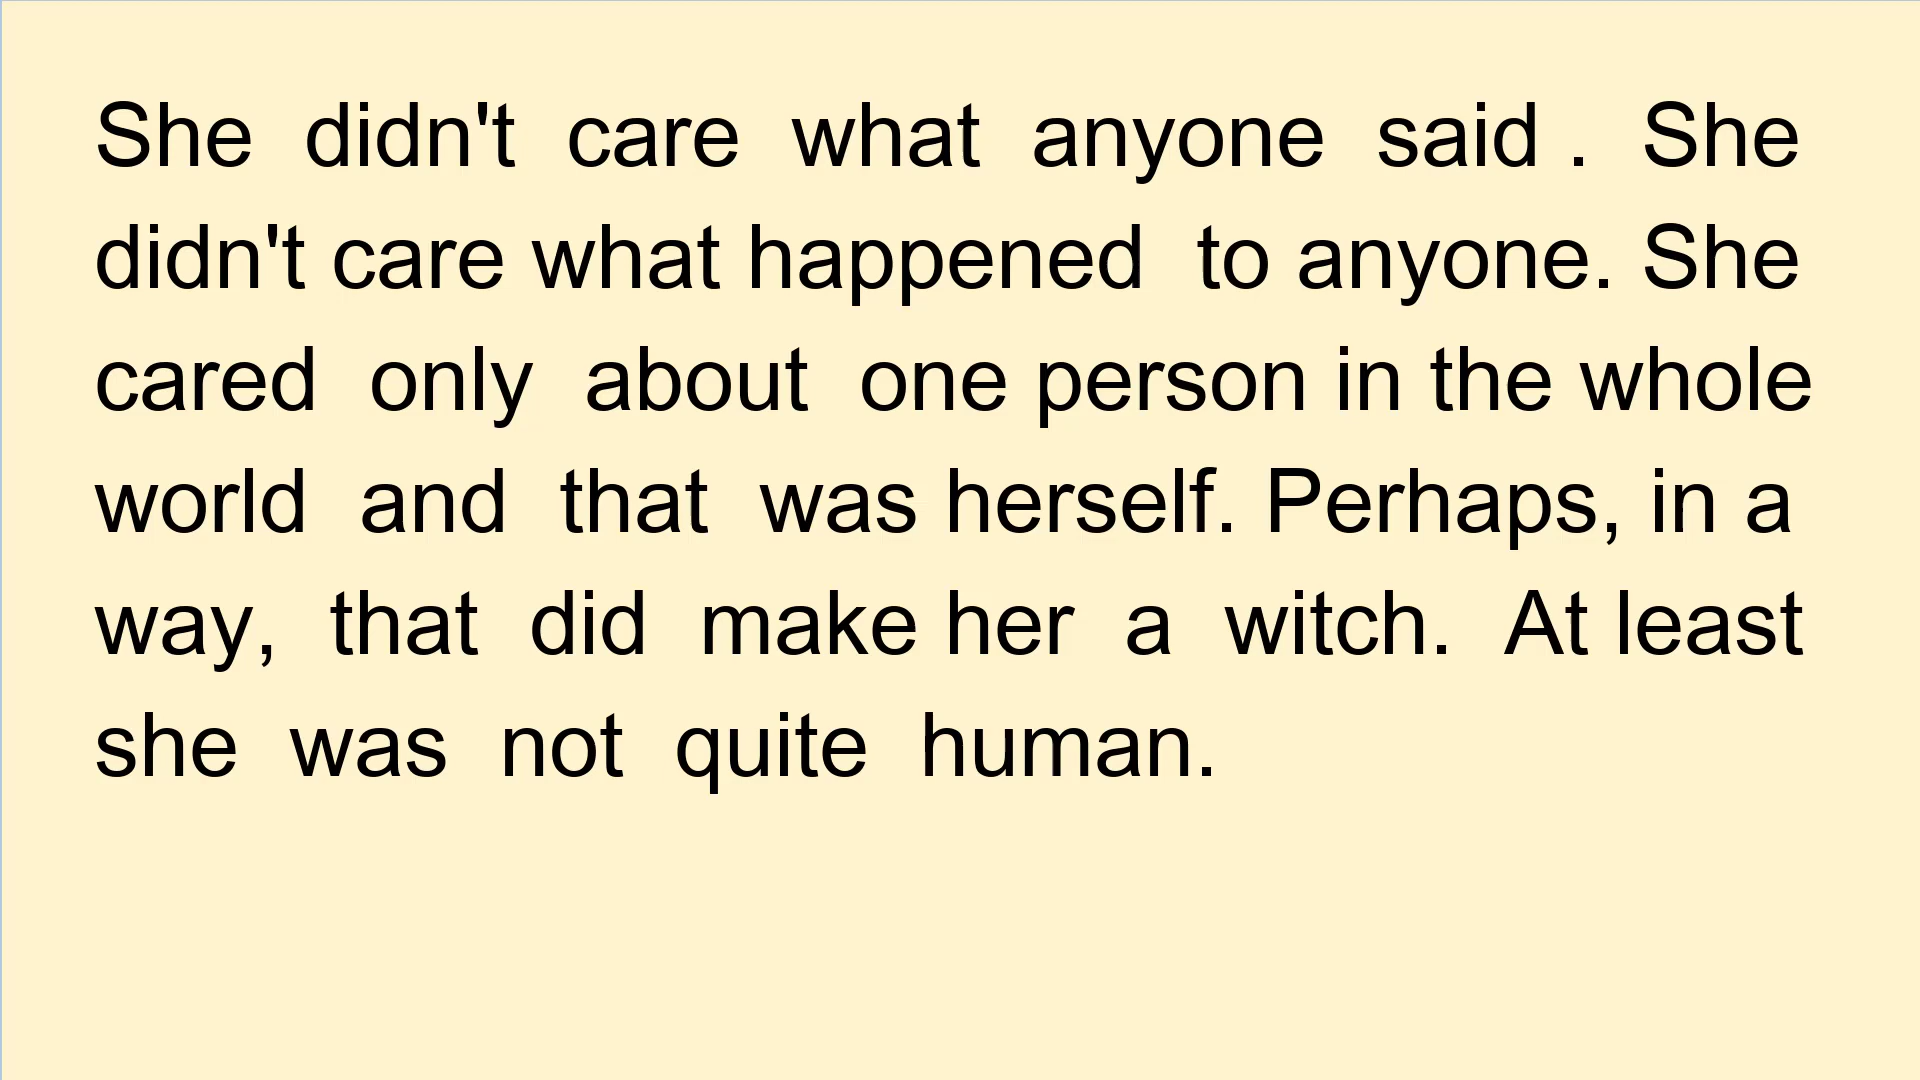 She didn't care what anyone said . She
didn't care what happened to anyone. She
cared only about one person in the whole
world and that was herself. Perhaps, in a
way, that did make her a witch. At least
she was not quite human.